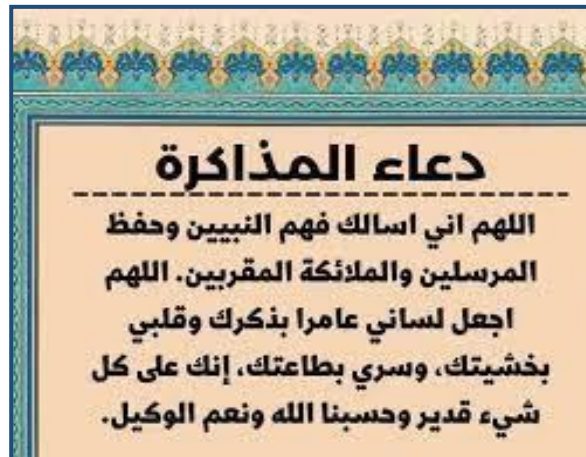 دعاء المذاكرة
اللهم اني اسالك فهم النبيين وحفظ
المرسلين والملائكة المقربين. اللهم
اجعل لساني عامرا بذكرك وقلبي
بخشيتك، وسري بطاعتك، إنك على كل
شيء قدير وحسبنا الله ونعم الوكيل.